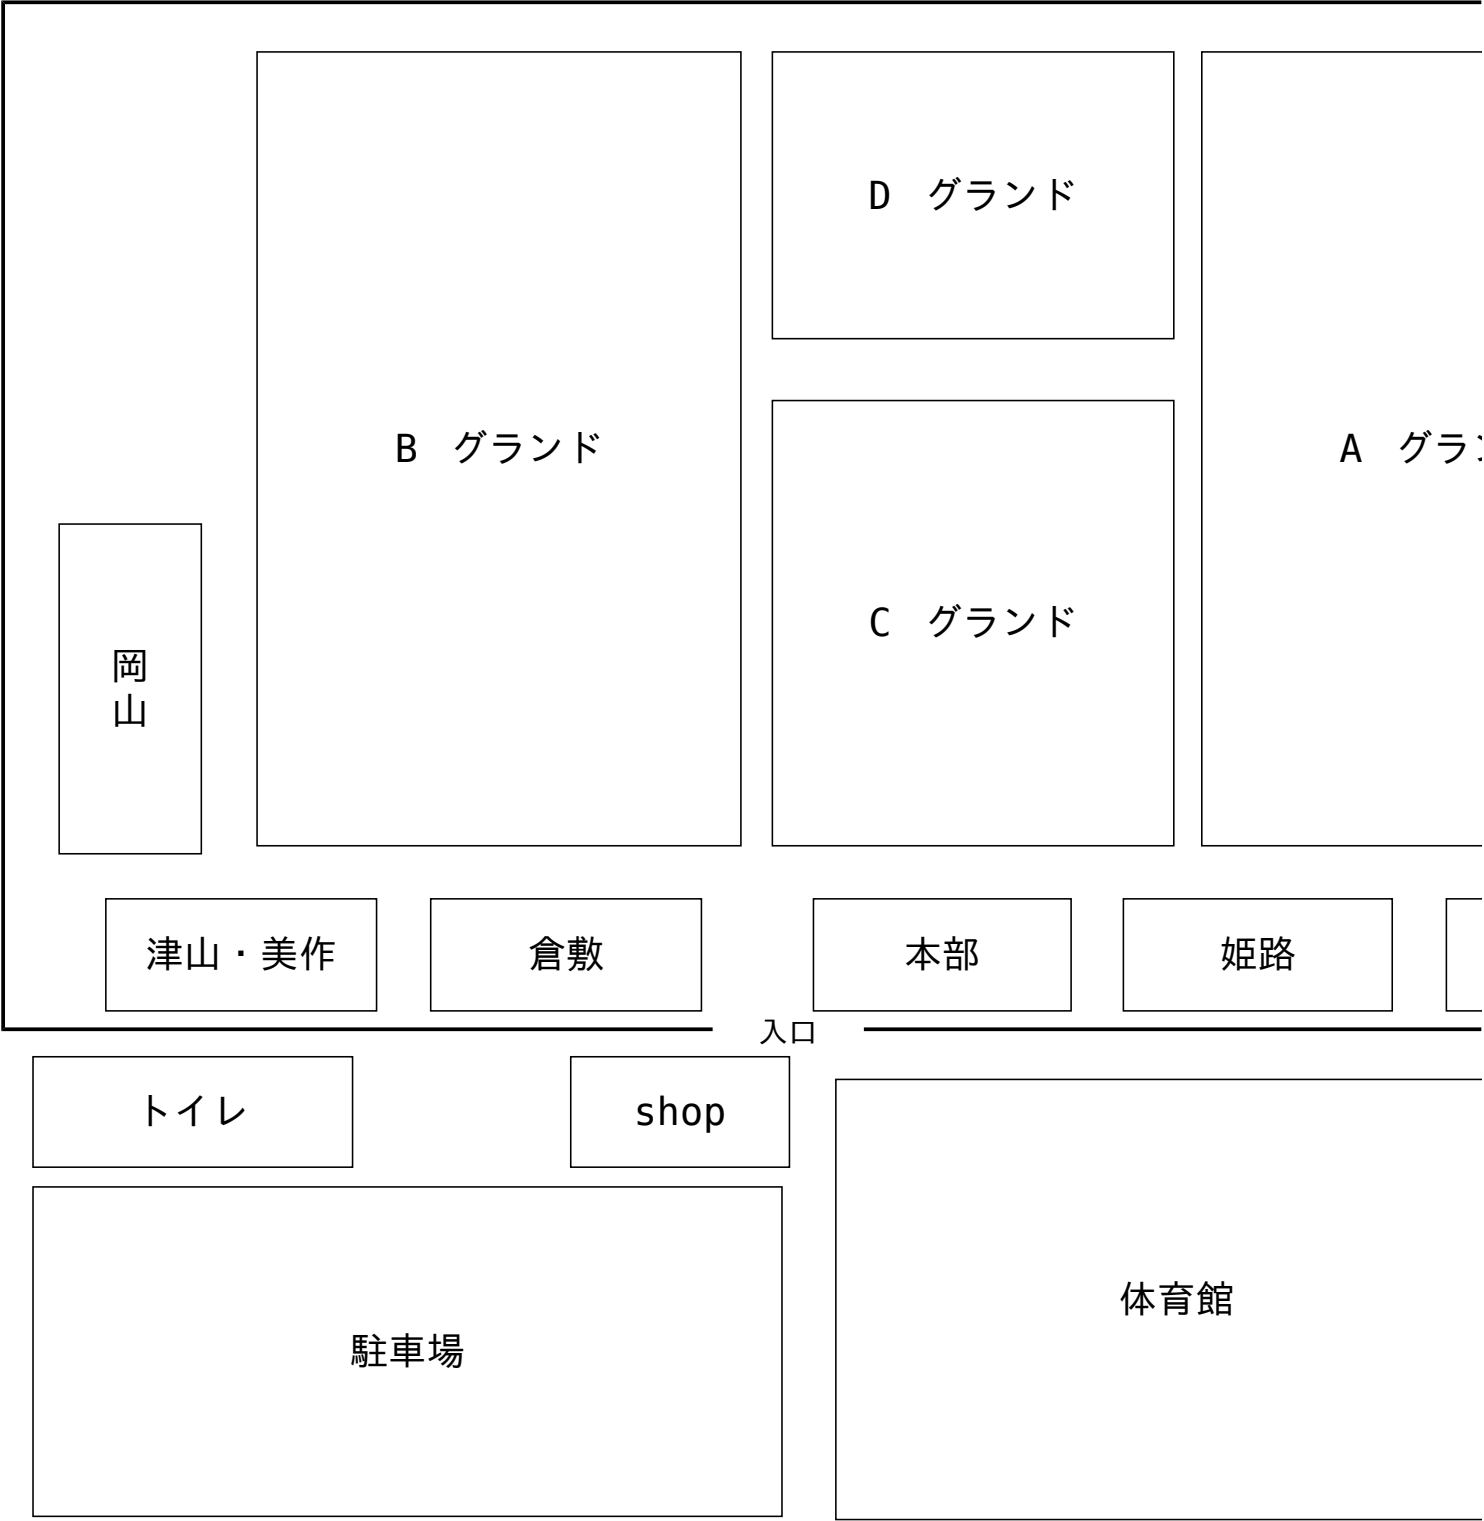 D　グランド
B　グランド
A　グラ
C　グランド
岡
山
津山・美作
倉敷
本部
姫路
入口
トイレ
shop
体育館
駐車場